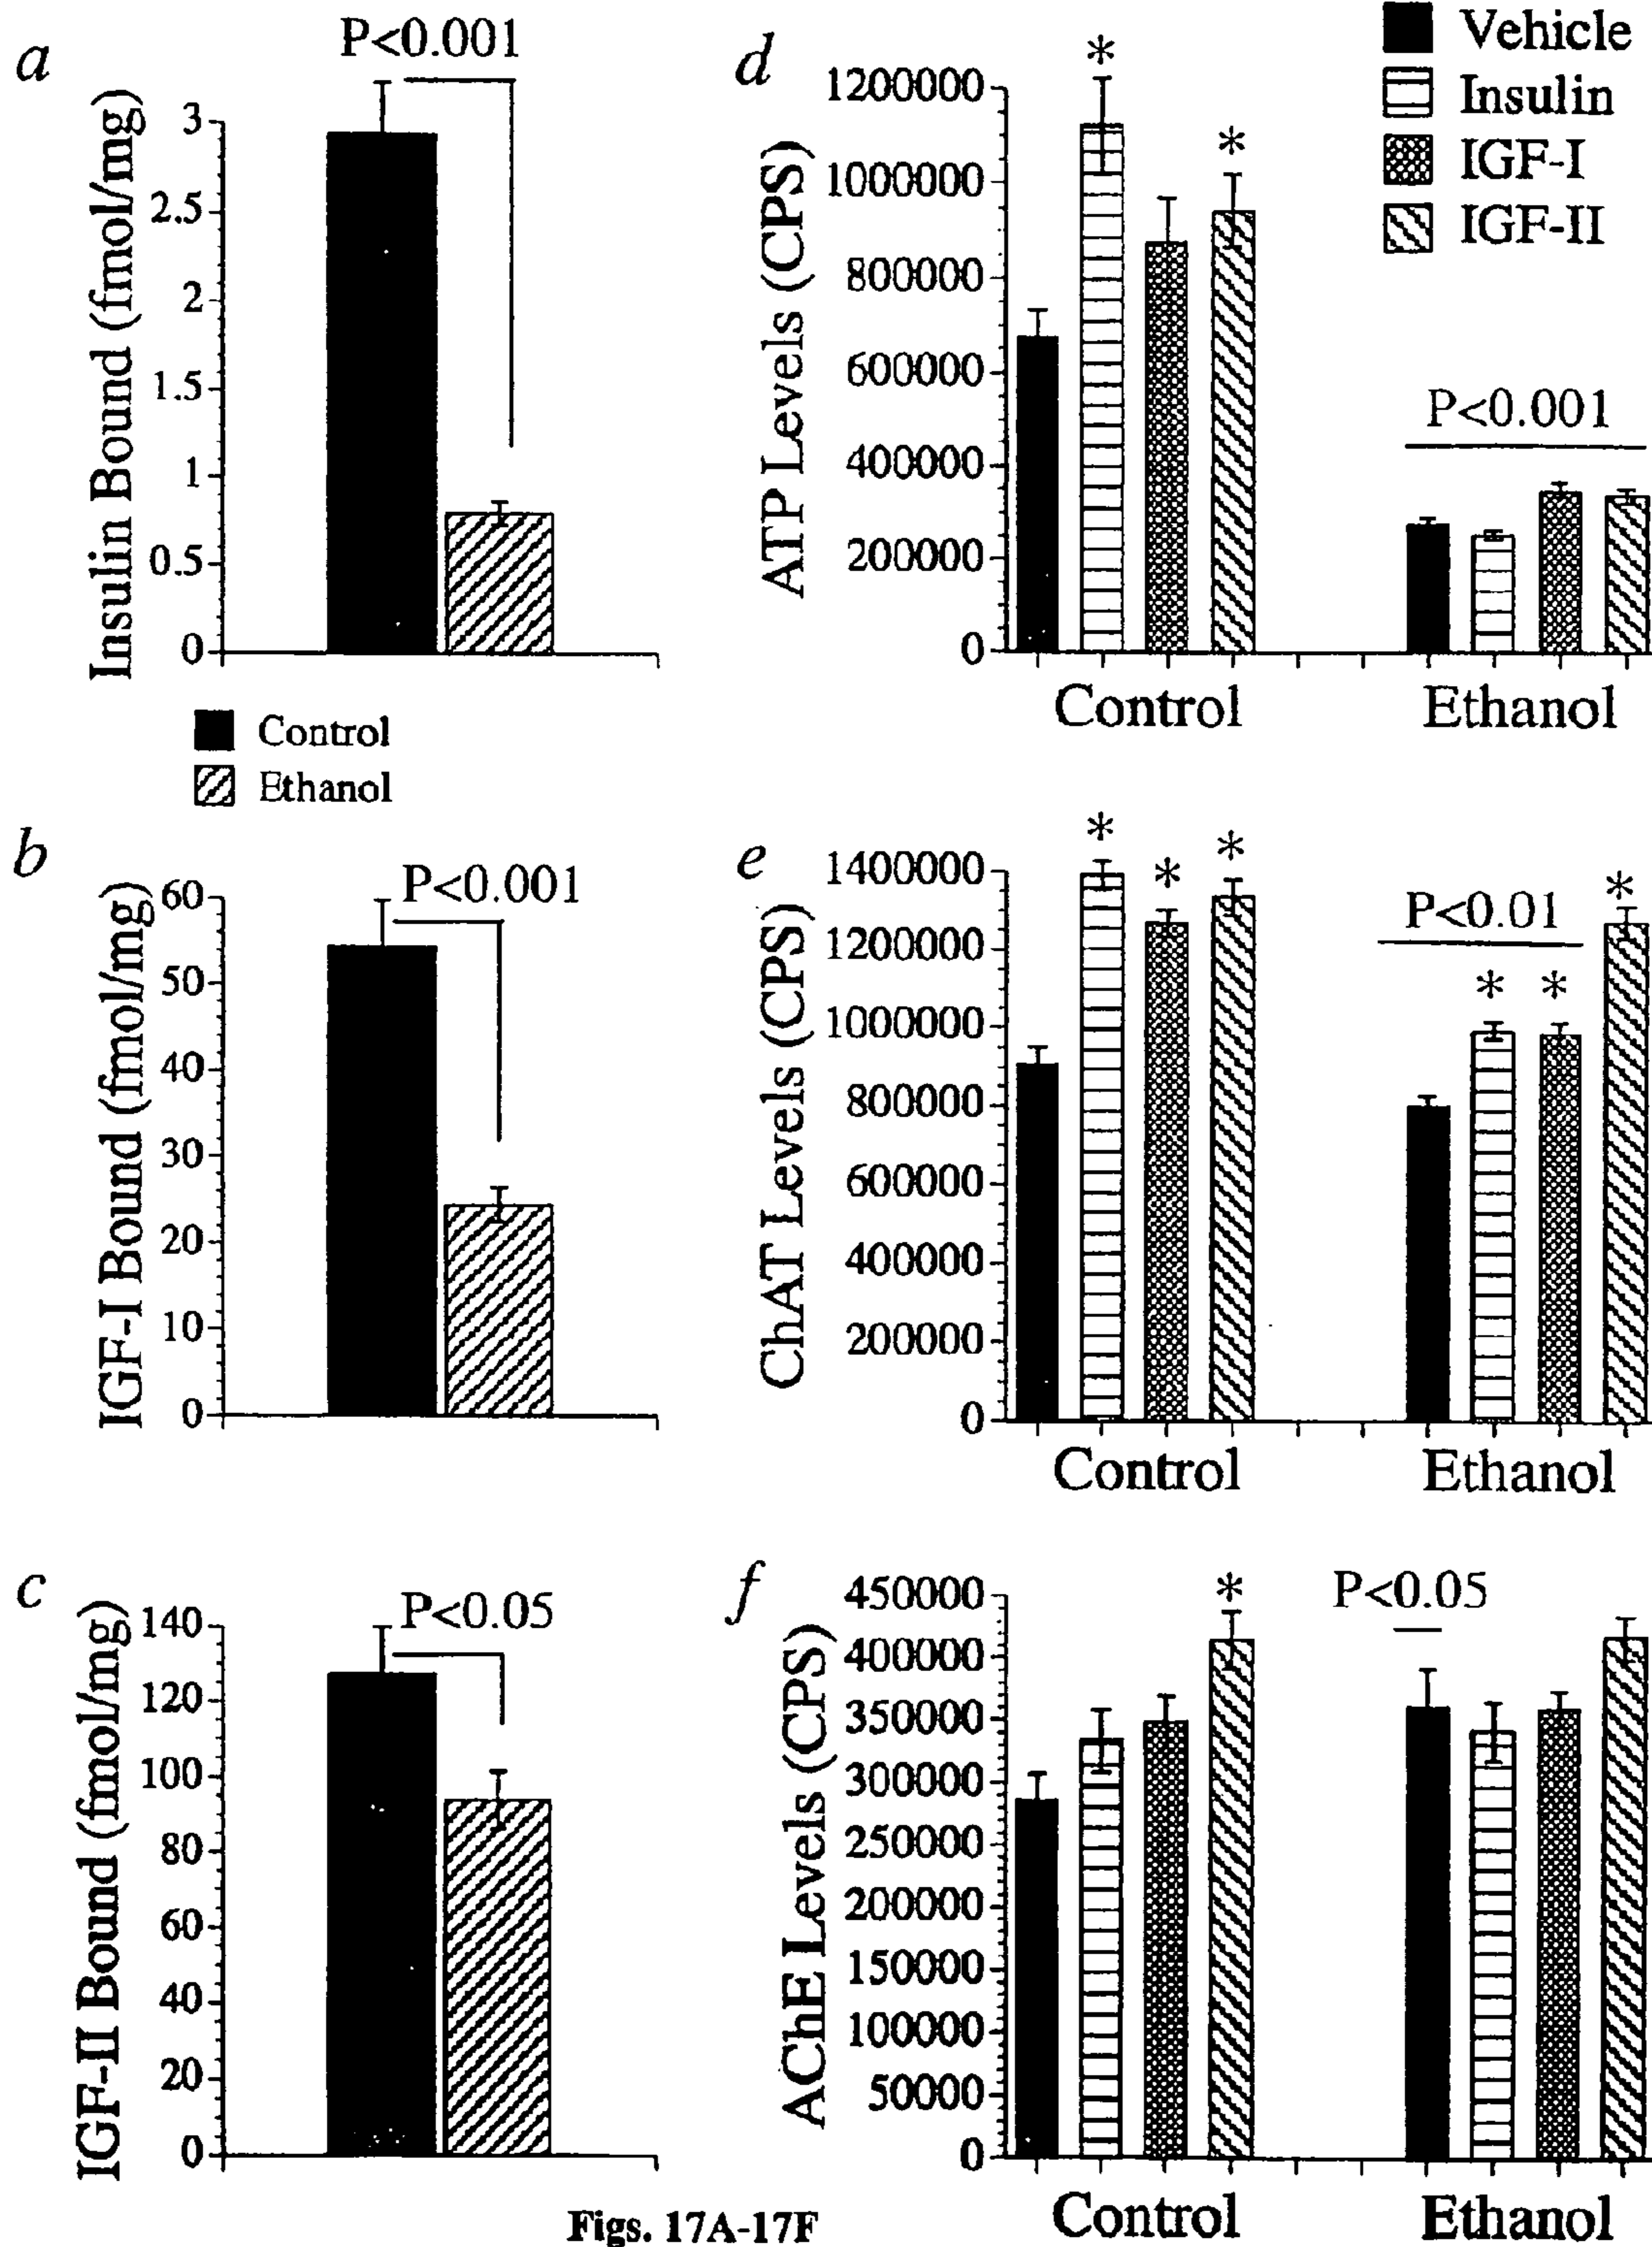 a
P<0.001
Insulin Bound (fmol/mg)
3
2.5
2
1.5
1
0.5
0
Control
Ethanol
b
P<0.001
IGF-I Bound (fmol/mg)
60
50
40
30
20
10
0
c
P<0.05
IGF-II Bound (fmol/mg)
140
120
100
80
60
40
20
0
d
Vehicle
Insulin
IGF-I
IGF-II
ATP Levels (CPS)
1200000
1000000
800000
600000
400000
200000
0
*
*
P<0.001
Control
Ethanol
e
ChAT Levels (CPS)
1400000
1200000
1000000
800000
600000
400000
200000
0
*
*
*
P<0.01
*
*
*
Control
Ethanol
f
AChE Levels (CPS)
450000
400000
350000
300000
250000
200000
150000
100000
50000
0
*
P<0.05
Control
Ethanol
Figs. 17A-17F